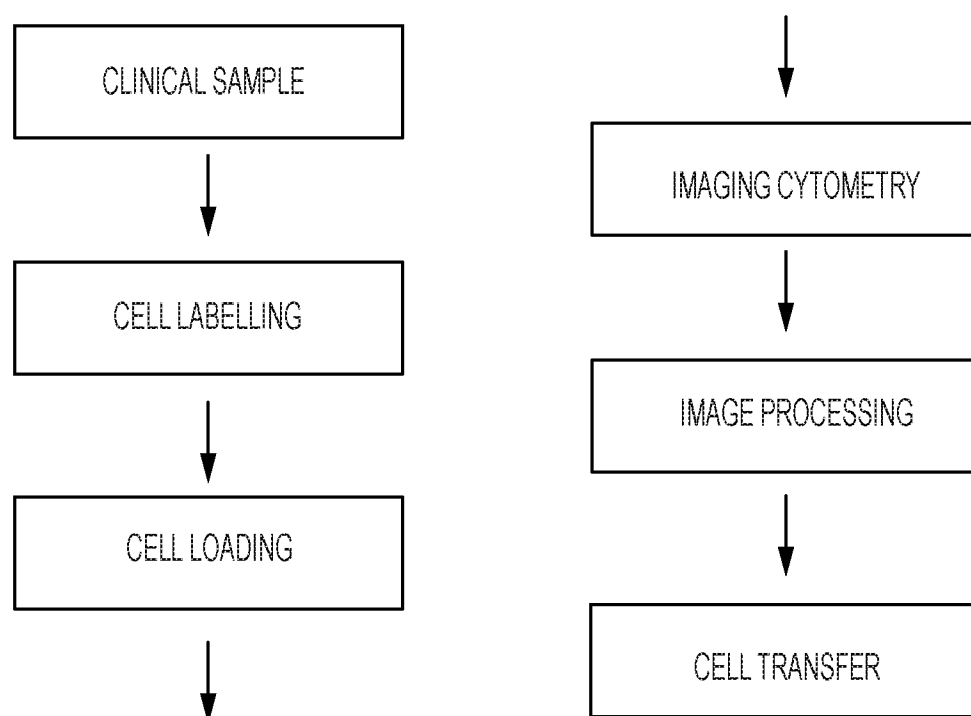 CLINICAL SAMPLE
CELL LABELLING
CELL LOADING
IMAGING CYTOMETRY
IMAGE PROCESSING
CELL TRANSFER